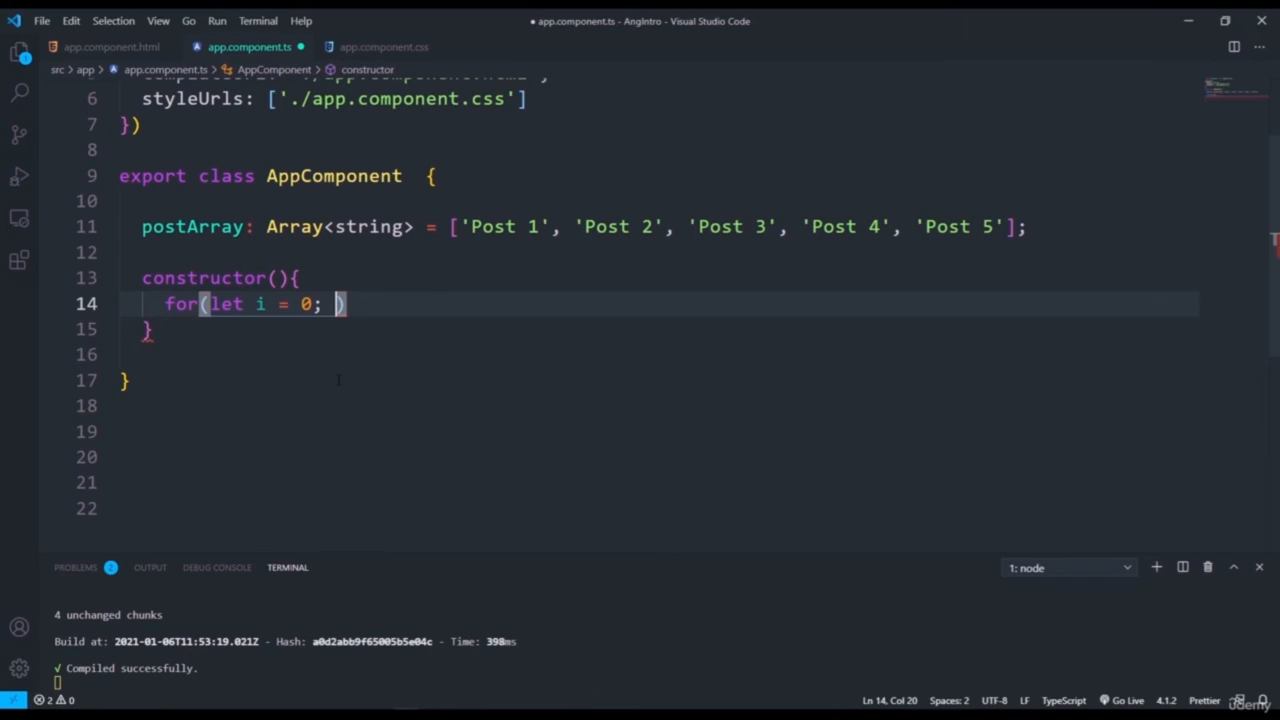 File Edit Selection View Go Run Terminal Help
● app.component.ts - AngIntro - Visual Studio Code
app.component.html app.component.ts ● app.component.css
src > app > app.component.ts > AppComponent > constructor
6 styleUrls: ['./app.component.css']
7 })
8
9 export class AppComponent {
10
11 postArray: Array<string> = ['Post 1', 'Post 2', 'Post 3', 'Post 4', 'Post 5'];
12
13 constructor(){
14 for(let i = 0; )
15 }
16
17 }
18
19
20
21
22
PROBLEMS 2 OUTPUT DEBUG CONSOLE TERMINAL 1: node
4 unchanged chunks
Build at: 2021-01-06T11:53:19.021Z - Hash: a0d2abb9f65005b5e04c - Time: 398ms
√ Compiled successfully.
2 0 Ln 14, Col 20 Spaces: 2 UTF-8 LF TypeScript Go Live 4.1.2 Prettier
udemy